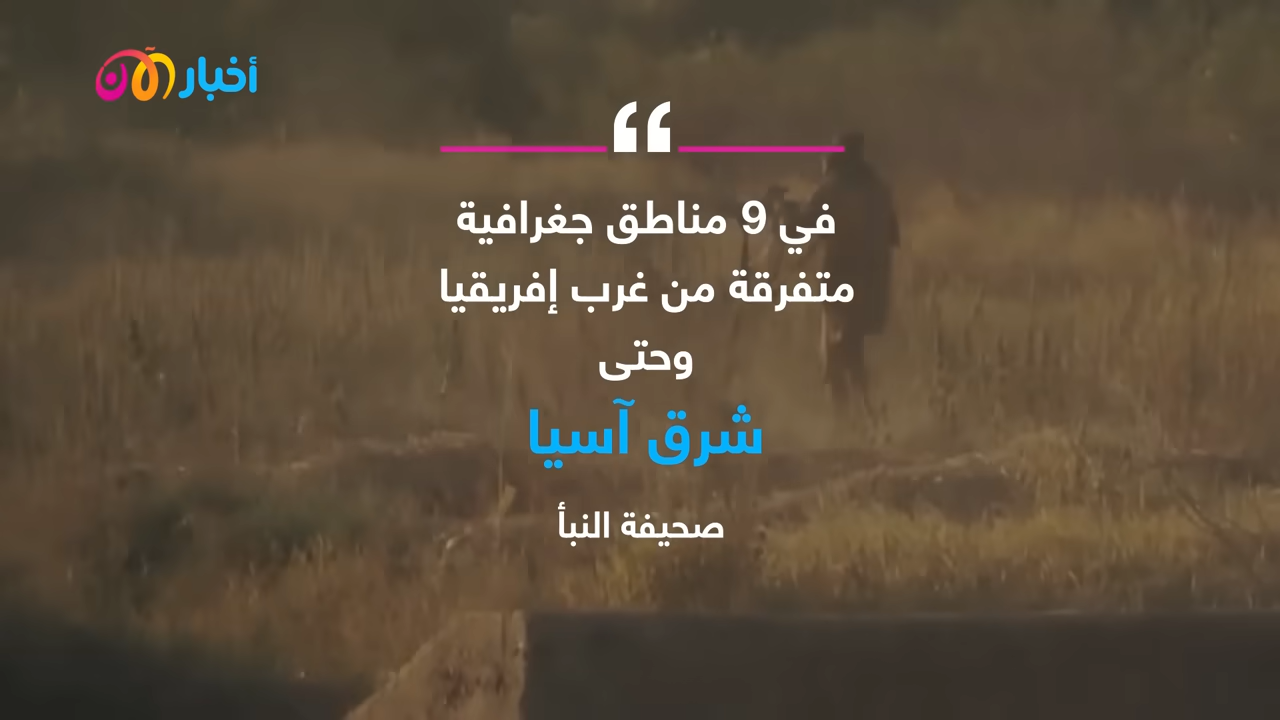 أخبار الآن
في 9 مناطق جغرافية
متفرقة من غرب إفريقيا
وحتى
شرق آسيا
صحيفة النبأ